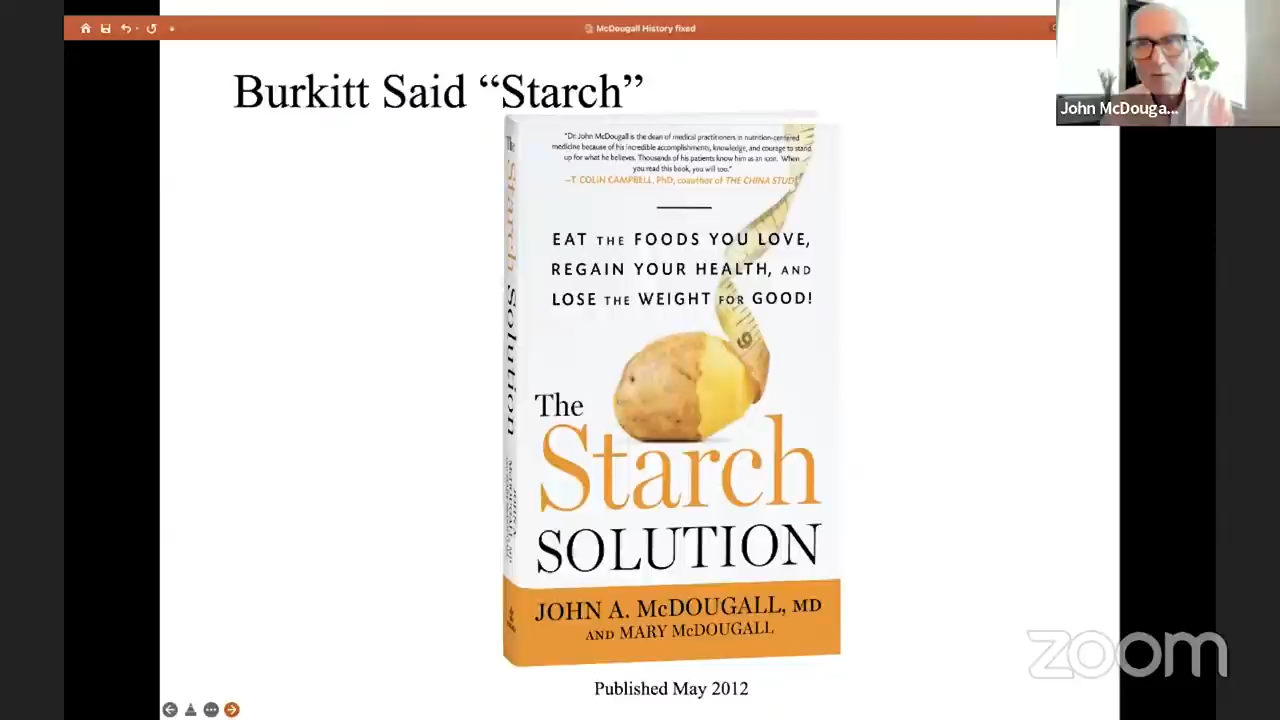 McDougall History fixed
John McDouga...
Burkitt Said “Starch”
"Dr. John McDougall is the dean of medical practitioners in nutrition-centered
medicine because of his incredible accomplishments, knowledge, and courage to stand
up for what he believes. Thousands of his patients know him as an icon. When
you read this book, you will too."
—T. COLIN CAMPBELL, PhD, coauthor of THE CHINA STUDY
EAT THE FOODS YOU LOVE,
REGAIN YOUR HEALTH, AND
LOSE THE WEIGHT FOR GOOD!
9
The
Starch
SOLUTION
JOHN A. McDOUGALL, MD
AND MARY McDOUGALL
The Starch Solution
Published May 2012
zoom